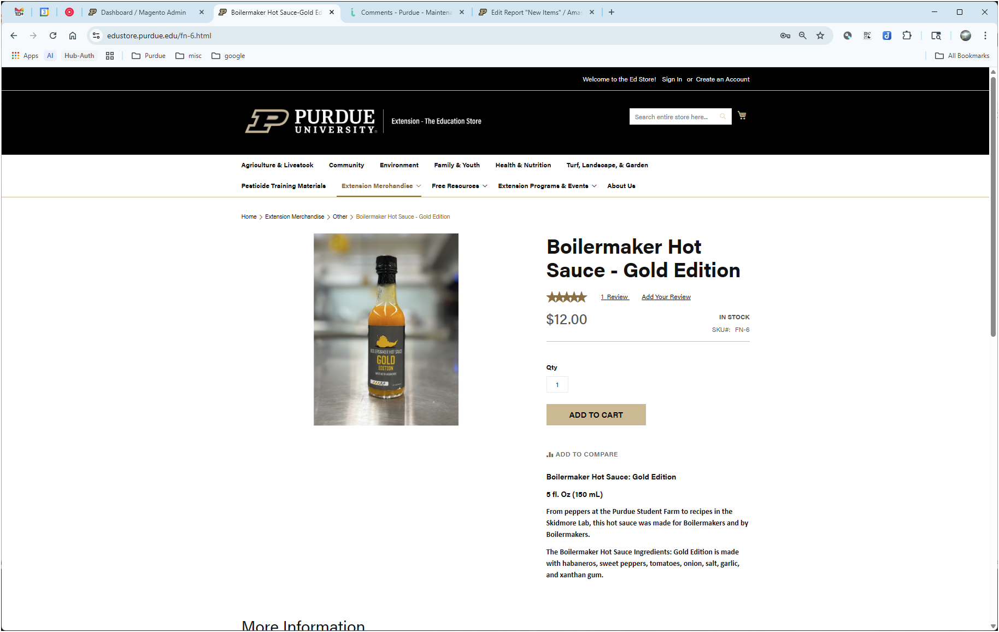 100+
3
Dashboard / Magento Admin
Boilermaker Hot Sauce-Gold Ed
Comments - Purdue - Maintena
Edit Report "New Items" / Amas
edustore.purdue.edu/fn-6.html
Apps
AI
Hub-Auth
Purdue
misc
google
All Bookmarks
Welcome to the Ed Store! Sign In or Create an Account
PURDUE
UNIVERSITY®
Extension - The Education Store
Search entire store here...
Agriculture & Livestock Community Environment Family & Youth Health & Nutrition Turf, Landscape, & Garden
Pesticide Training Materials Extension Merchandise Free Resources Extension Programs & Events About Us
Home > Extension Merchandise > Other > Boilermaker Hot Sauce - Gold Edition
BOILERMAKER HOT SAUCE
GOLD
EDITION
MADE WITH HABANEROS
Boilermaker Hot
Sauce - Gold Edition
1 Review Add Your Review
$12.00
IN STOCK
SKU#: FN-6
Qty
1
ADD TO CART
ADD TO COMPARE
Boilermaker Hot Sauce: Gold Edition
5 fl. Oz (150 mL)
From peppers at the Purdue Student Farm to recipes in the
Skidmore Lab, this hot sauce was made for Boilermakers and by
Boilermakers.
The Boilermaker Hot Sauce Ingredients: Gold Edition is made
with habaneros, sweet peppers, tomatoes, onion, salt, garlic,
and xanthan gum.
More Information